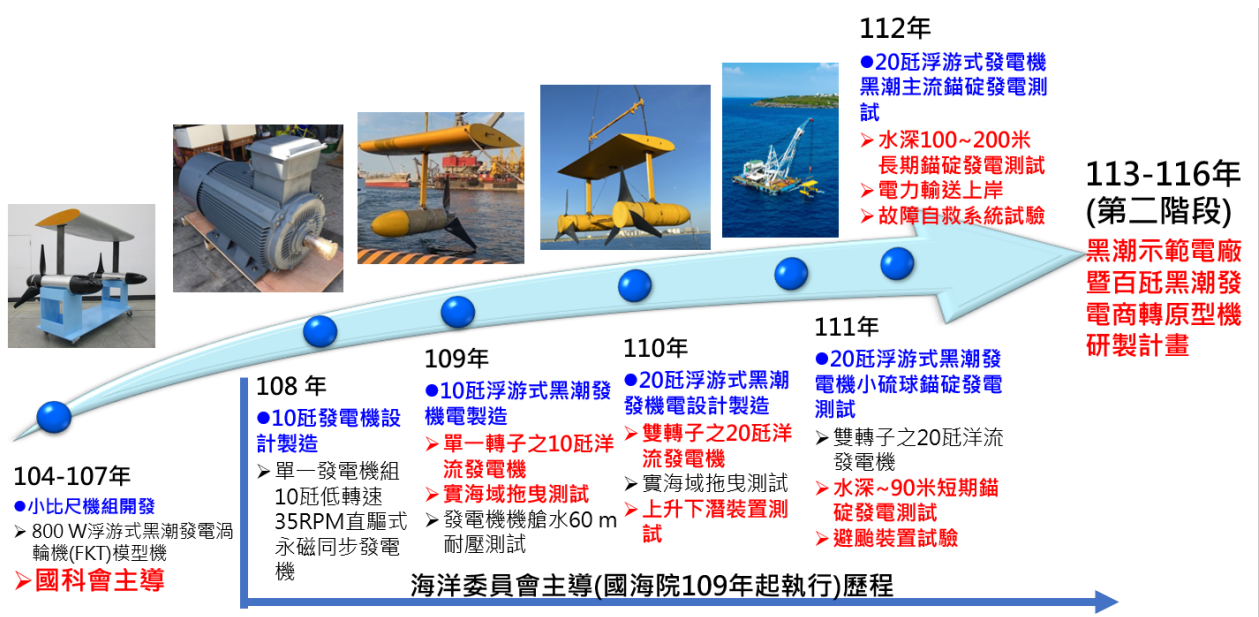 104-107年
●小比尺機組開發
➢800 W浮游式黑潮發電渦
輪機(FKT)模型機
➢國科會主導
108 年
●10瓩發電機設
計製造
➢單一發電機組
10瓩低轉速
35RPM直驅式
永磁同步發電
機
109年
●10瓩浮游式黑潮發
機電製造
➢單一轉子之10瓩洋
流發電機
➢實海域拖曳測試
➢發電機機艙水60 m
耐壓測試
110年
●20瓩浮游式黑潮
發機電設計製造
➢雙轉子之20瓩洋
流發電機
➢實海域拖曳測試
➢上升下潛裝置測
試
111年
●20瓩浮游式黑潮發
電機小硫球錨碇發電
測試
➢雙轉子之20瓩洋流
發電機
➢水深~90米短期錨
碇發電測試
➢避颱裝置試驗
112年
●20瓩浮游式發電機
黑潮主流錨碇發電測
試
➢水深100~200米
長期錨碇發電測試
➢電力輸送上岸
➢故障自救系統試驗
113-116年
(第二階段)
黑潮示範電廠
暨百瓩黑潮發
電商轉原型機
研製計畫
海洋委員會主導(國海院109年起執行)歷程